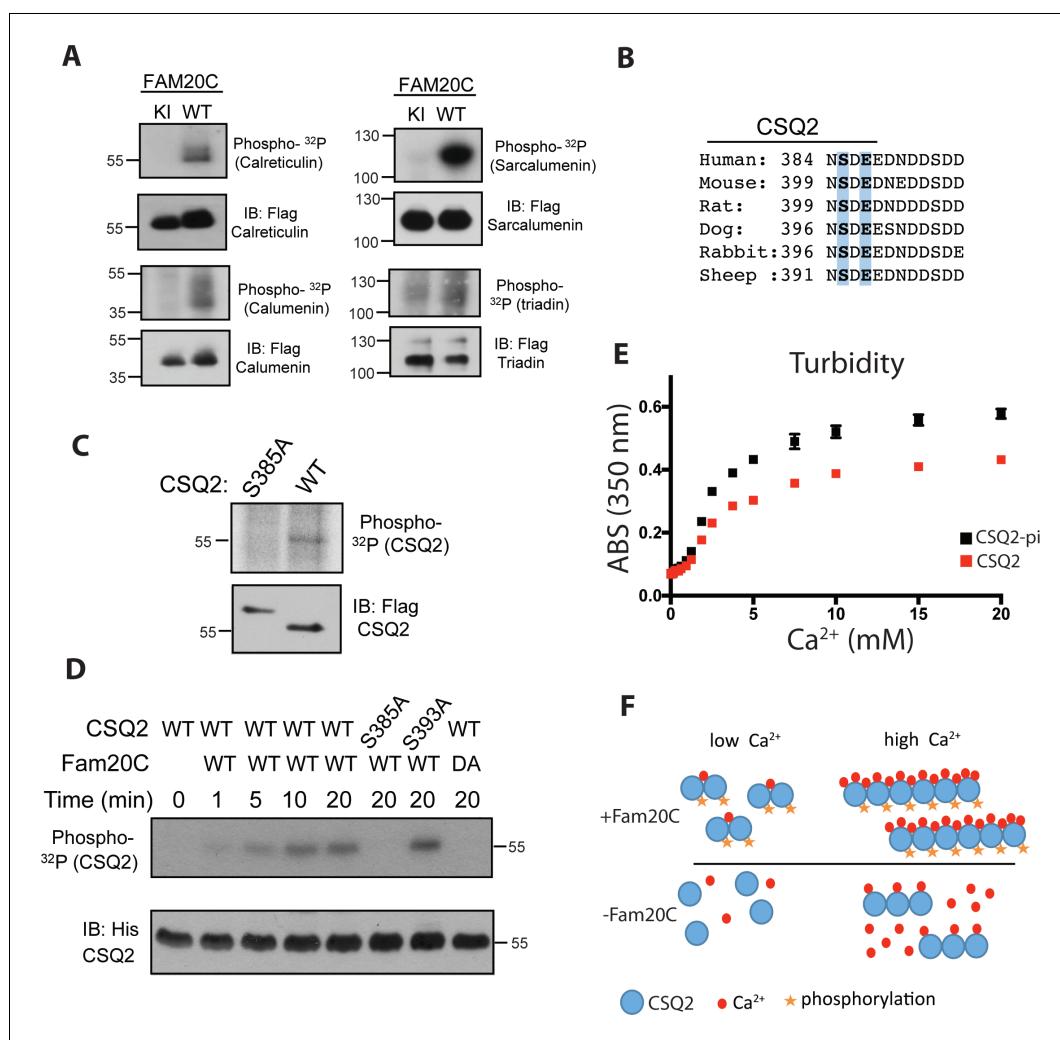 A
FAM20C
KI WT
55
Phospho- 32P
(Calreticulin)
55
IB: Flag
Calreticulin
55
35
Phospho- 32P
(Calumenin)
55
35
IB: Flag
Calumenin
FAM20C
KI WT
130
100
Phospho- 32P
(Sarcalumenin)
100
IB: Flag
Sarcalumenin
130
100
Phospho-
32P (triadin)
130
100
IB: Flag
Triadin
B
CSQ2
Human: 384 NSDEEDNDDSDD
Mouse: 399 NSDEDNEDDSDD
Rat: 399 NSDEDNDDSDD
Dog: 396 NSDEESNDDSDD
Rabbit: 396 NSDEEDNDDSDE
Sheep : 391 NSDEEDNDDSDD
C
CSQ2: S385A WT
55
Phospho-
32P (CSQ2)
55
IB: Flag
CSQ2
D
CSQ2 WT WT WT WT WT S385A S393A WT
Fam20C WT WT WT WT WT WT DA
Time (min) 0 1 5 10 20 20 20 20
Phospho-
32P (CSQ2)
55
IB: His
CSQ2
55
E
Turbidity
ABS (350 nm)
0.6
0.4
0.2
0.0
0 5 10 15 20
Ca2+ (mM)
CSQ2-pi
CSQ2
F
low Ca2+ high Ca2+
+Fam20C
-Fam20C
CSQ2 Ca2+ phosphorylation